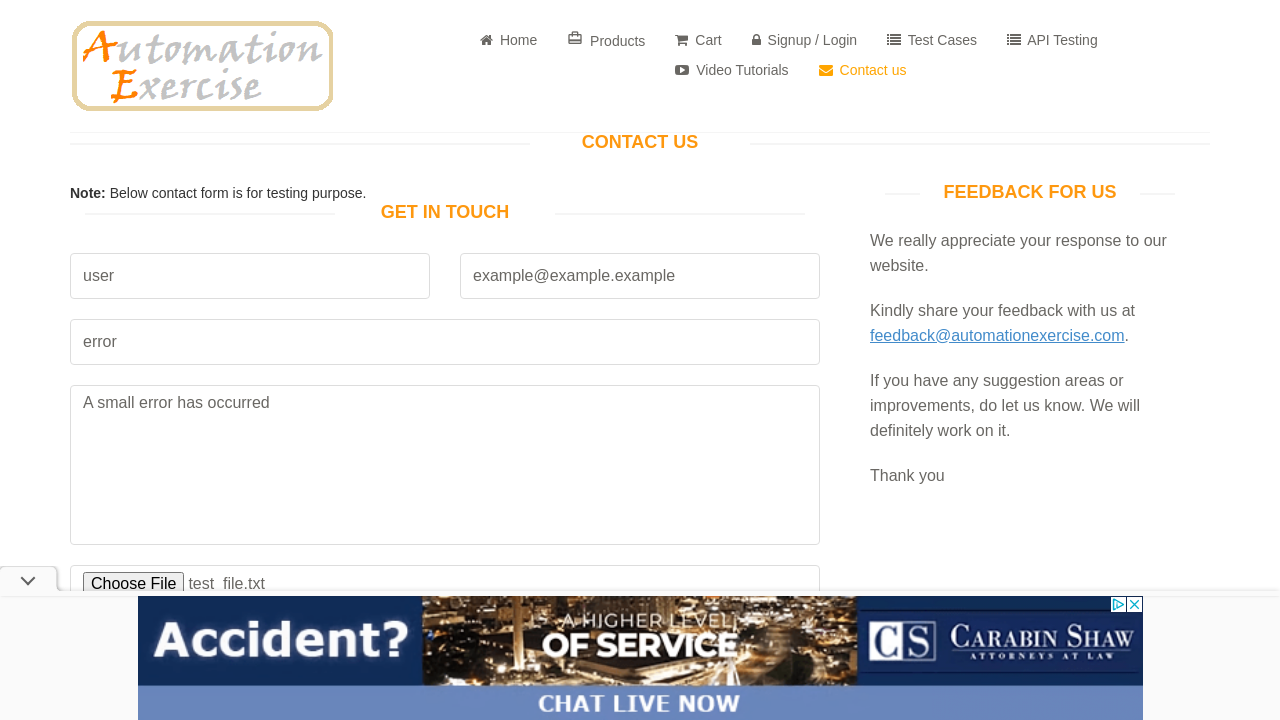 Automation
Exercise
Home
Products
Cart
Signup / Login
Test Cases
API Testing
Video Tutorials
Contact us
CONTACT US
Note: Below contact form is for testing purpose.
GET IN TOUCH
user
example@example.example
error
A small error has occurred
Choose File test_file.txt
FEEDBACK FOR US
We really appreciate your response to our
website.
Kindly share your feedback with us at
feedback@automationexercise.com.
If you have any suggestion areas or
improvements, do let us know. We will
definitely work on it.
Thank you
Accident?
A HIGHER LEVEL
OF SERVICE
CS
CARABIN SHAW
ATTORNEYS AT LAW
CHAT LIVE NOW